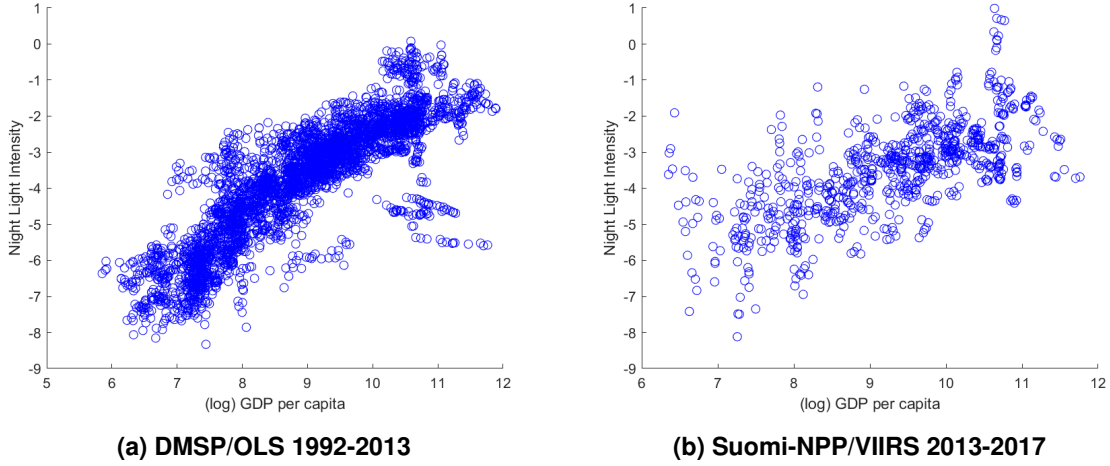 1
0
-1
-2
-3
-4
-5
-6
-7
-8
-9
Night Light Intensity
5 6 7 8 9 10 11 12
(log) GDP per capita
(a) DMSP/OLS 1992-2013
1
0
-1
-2
-3
-4
-5
-6
-7
-8
-9
Night Light Intensity
6 7 8 9 10 11 12
(log) GDP per capita
(b) Suomi-NPP/VIIRS 2013-2017